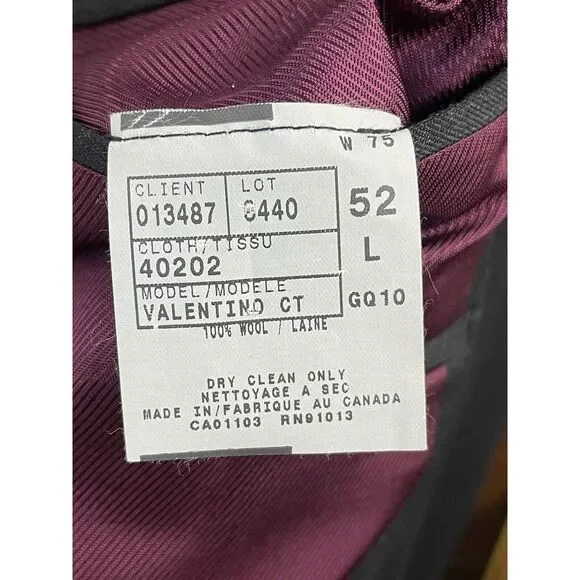 W 75
CLIENT LOT
013487 6440 52
CLOTH/TISSU
40202 L
MODEL/MODELE
VALENTINO CT GQ10
100% WOOL / LAINE
DRY CLEAN ONLY
NETTOYAGE A SEC
MADE IN/FABRIQUE AU CANADA
CA01103 RN91013